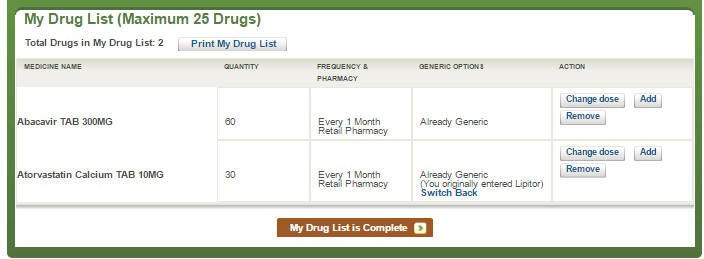 My Drug List (Maximum 25 Drugs)
Total Drugs in My Drug List: 2 Print My Drug List
MEDICINE NAME QUANTITY FREQUENCY & PHARMACY GENERIC OPTIONS ACTION
Abacavir TAB 300MG 60 Every 1 Month Retail Pharmacy Already Generic Change dose Add Remove
Atorvastatin Calcium TAB 10MG 30 Every 1 Month Retail Pharmacy Already Generic (You originally entered Lipitor) Switch Back Change dose Add Remove
My Drug List is Complete